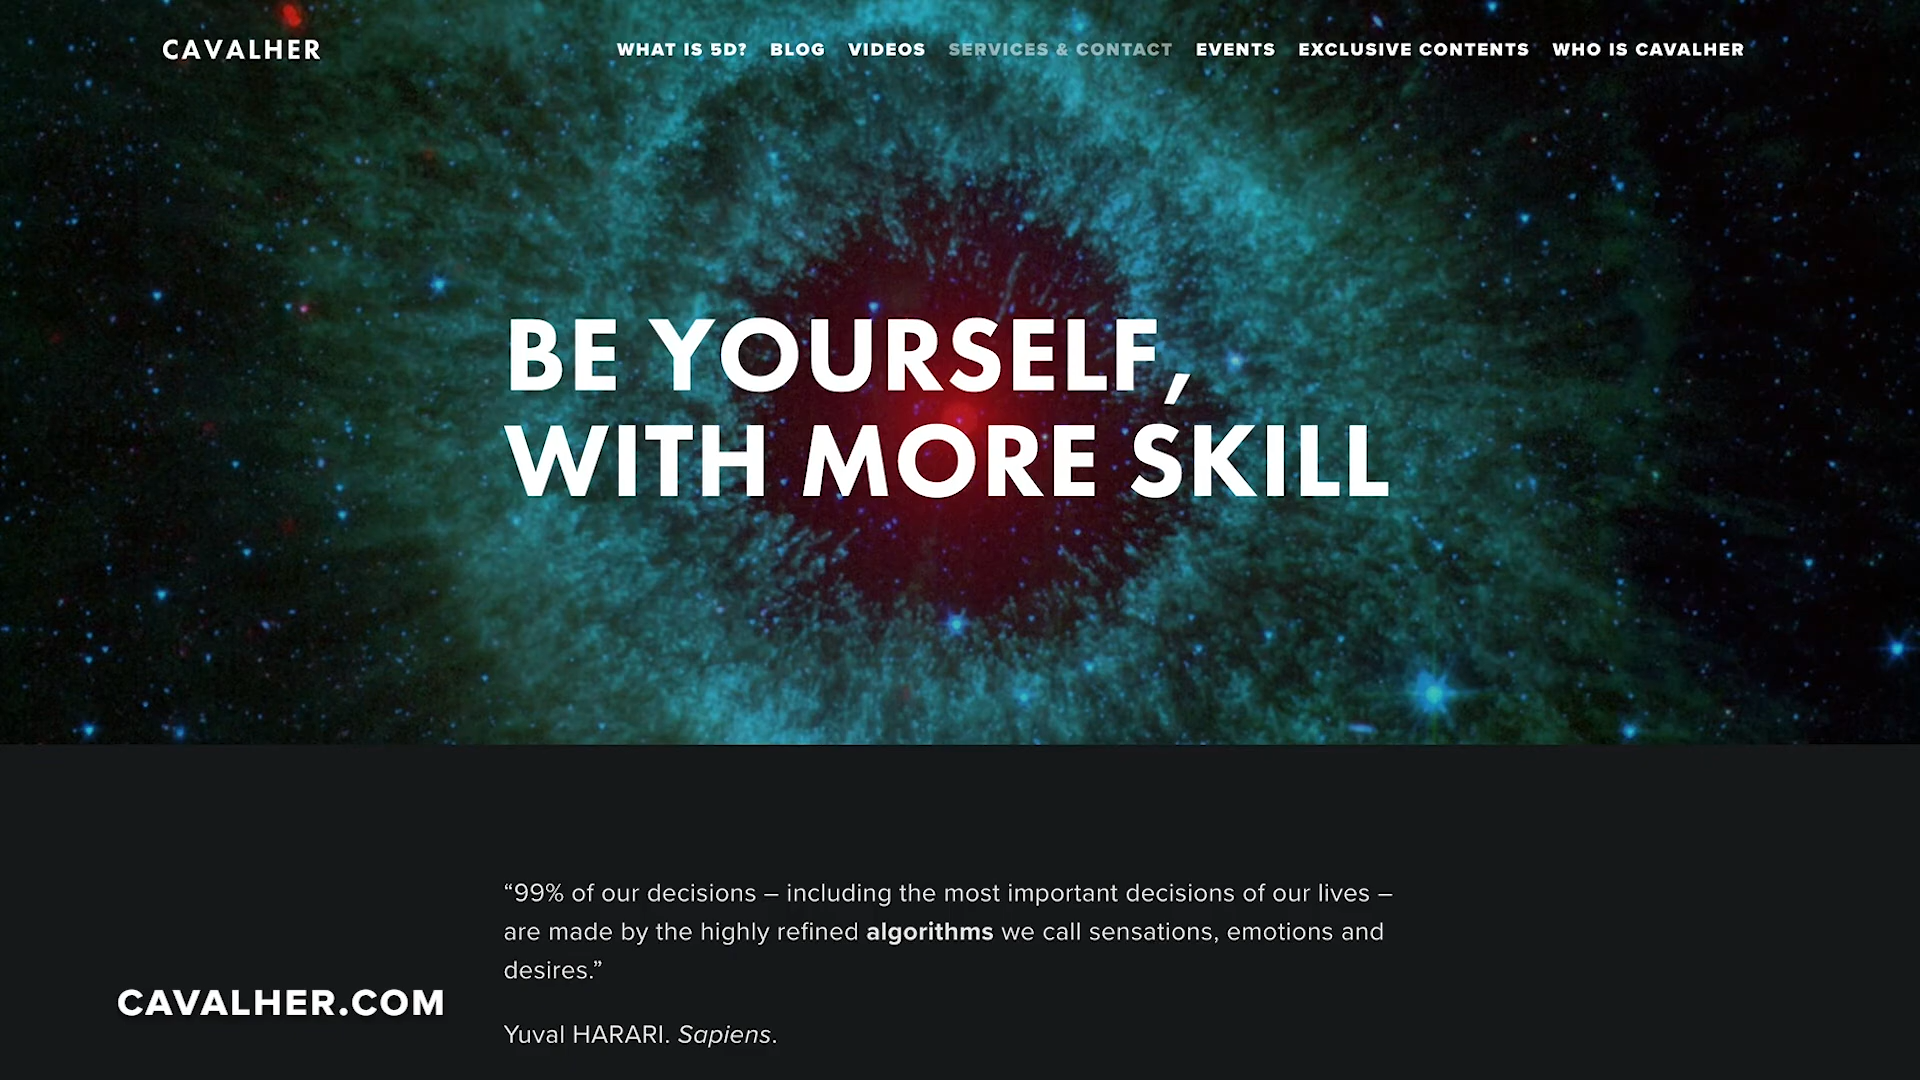 CAVALHER
WHAT IS 5D? BLOG VIDEOS SERVICES & CONTACT EVENTS EXCLUSIVE CONTENTS WHO IS CAVALHER
BE YOURSELF,
WITH MORE SKILL
“99% of our decisions – including the most important decisions of our lives –
are made by the highly refined algorithms we call sensations, emotions and
desires.”
CAVALHER.COM
Yuval HARARI. Sapiens.